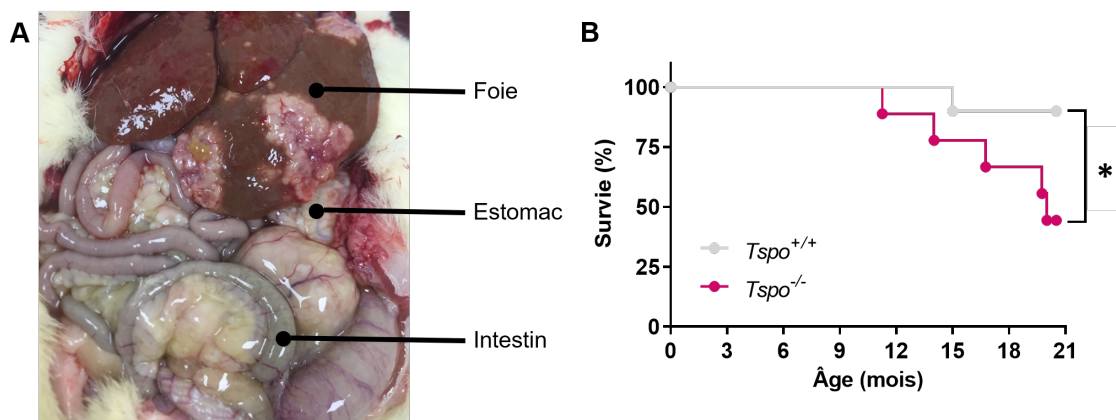 A
Foie
Estomac
Intestin
B
Survie (%)
100
75
50
25
0
0 3 6 9 12 15 18 21
Âge (mois)
Tspo+/+
Tspo-/-
*